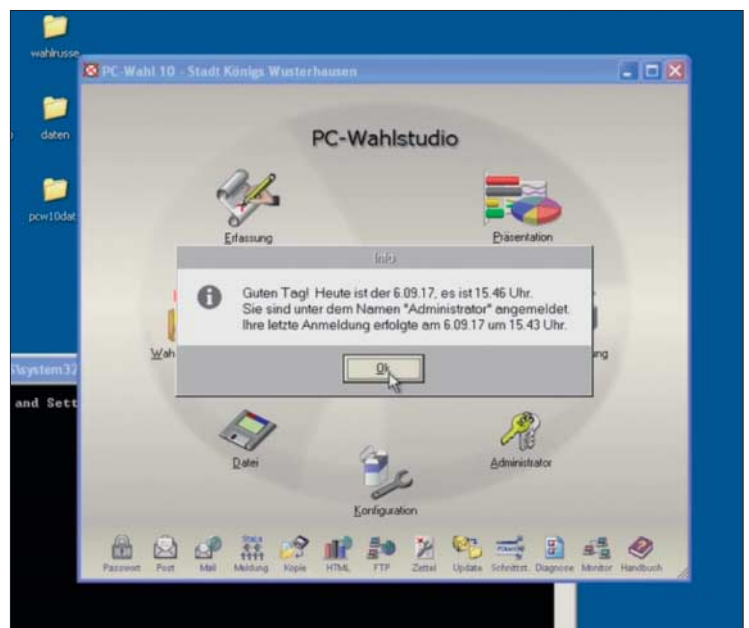 wahlrusse
daten
pcw10dat
PC-Wahl 10 - Stadt Königs Wusterhausen
PC-Wahlstudio
Erfassung
Präsentation
Info
Guten Tag! Heute ist der 6.09.17, es ist 15.46 Uhr.
Sie sind unter dem Namen "Administrator" angemeldet.
Ihre letzte Anmeldung erfolgte am 6.09.17 um 15.43 Uhr.
Ok
Wah
ng
\system32
and Sett
Datei
Administrator
Konfiguration
Passwort Post Mail Meldung Kopie HTML FTP Zettel Update Schnittst. Diagnose Monitor Handbuch